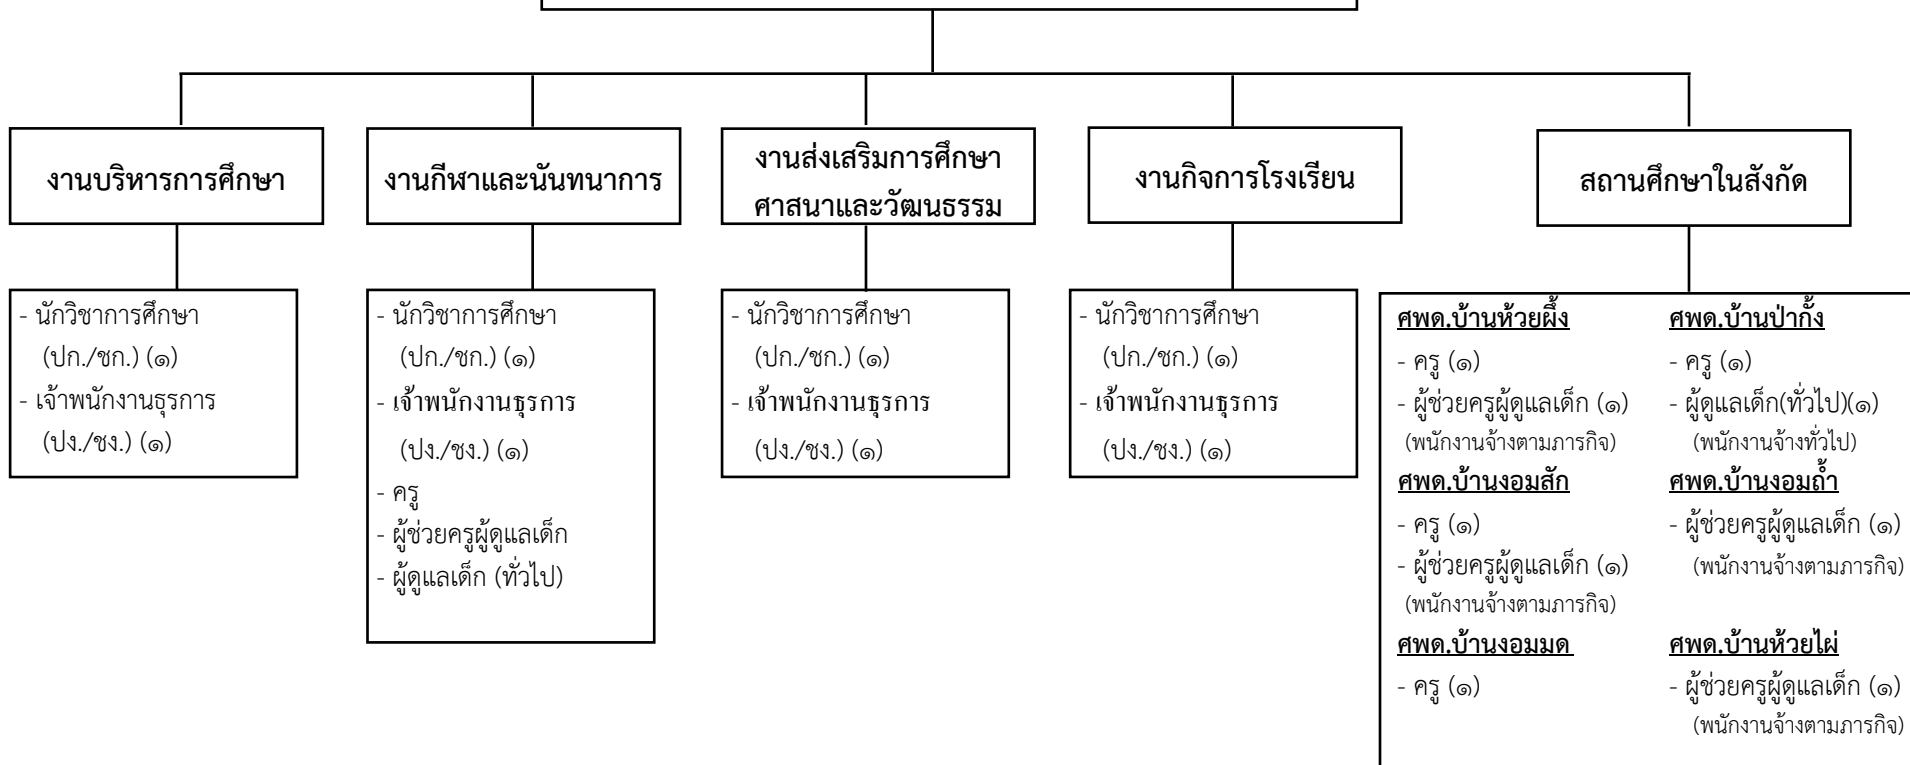 งานบริหารการศึกษา
งานกีฬาและนันทนาการ
งานส่งเสริมการศึกษา
ศาสนาและวัฒนธรรม
งานกิจการโรงเรียน
สถานศึกษาในสังกัด
- นักวิชาการศึกษา
(ปก./ชก.) (๑)
- เจ้าพนักงานธุรการ
(ปง./ชง.) (๑)
- นักวิชาการศึกษา
(ปก./ชก.) (๑)
- เจ้าพนักงานธุรการ
(ปง./ชง.) (๑)
- ครู
- ผู้ช่วยครูผู้ดูแลเด็ก
- ผู้ดูแลเด็ก (ทั่วไป)
- นักวิชาการศึกษา
(ปก./ชก.) (๑)
- เจ้าพนักงานธุรการ
(ปง./ชง.) (๑)
- นักวิชาการศึกษา
(ปก./ชก.) (๑)
- เจ้าพนักงานธุรการ
(ปง./ชง.) (๑)
ศพด.บ้านห้วยผึ้ง
- ครู (๑)
- ผู้ช่วยครูผู้ดูแลเด็ก (๑)
(พนักงานจ้างตามภารกิจ)
ศพด.บ้านงอมสัก
- ครู (๑)
- ผู้ช่วยครูผู้ดูแลเด็ก (๑)
(พนักงานจ้างตามภารกิจ)
ศพด.บ้านงอมมด
- ครู (๑)
ศพด.บ้านป่ากั้ง
- ครู (๑)
- ผู้ดูแลเด็ก(ทั่วไป)(๑)
(พนักงานจ้างทั่วไป)
ศพด.บ้านงอมถ้ำ
- ผู้ช่วยครูผู้ดูแลเด็ก (๑)
(พนักงานจ้างตามภารกิจ)
ศพด.บ้านห้วยไผ่
- ผู้ช่วยครูผู้ดูแลเด็ก (๑)
(พนักงานจ้างตามภารกิจ)